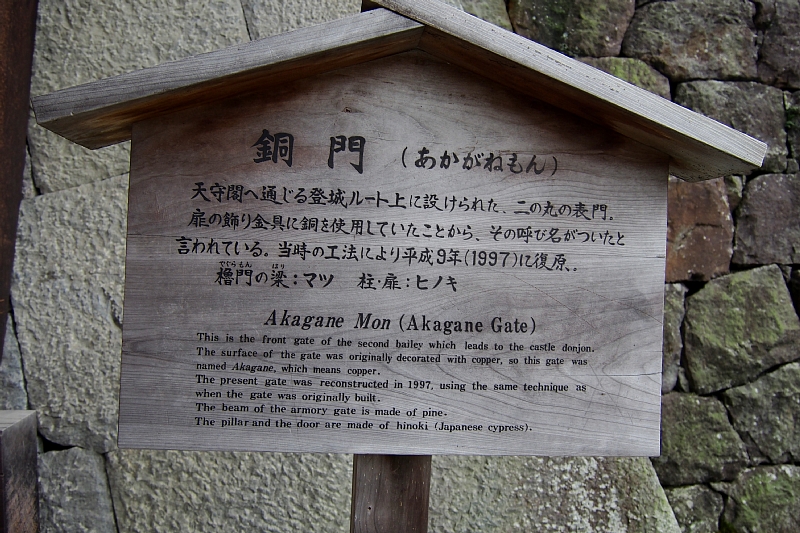 銅門 (あかがねもん)
天守閣へ通じる登城ルート上に設けられた、二の丸の表門。
扉の飾り金具に銅を使用していたことから、その呼び名がついたと
言われている。当時の工法により平成9年(1997)に復原。
櫓門の梁:マツ 柱・扉:ヒノキ
Akagane Mon (Akagane Gate)
This is the front gate of the second bailey which leads to the castle donjon.
The surface of the gate was originally decorated with copper, so this gate was
named Akagane, which means copper.
The present gate was reconstructed in 1997, using the same technique as
when the gate was originally built.
The beam of the armory gate is made of pine.
The pillar and the door are made of hinoki (Japanese cypress).